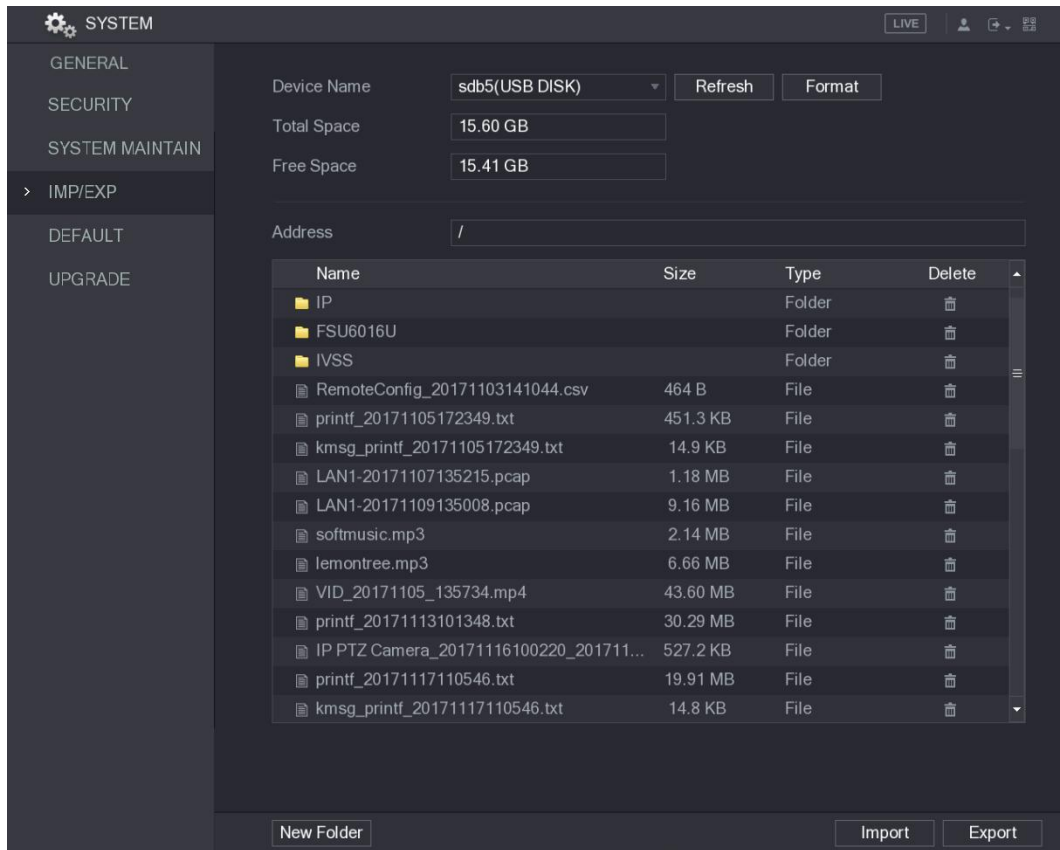 SYSTEM LIVE
GENERAL
SECURITY
SYSTEM MAINTAIN
IMP/EXP
DEFAULT
UPGRADE
Device Name sdb5(USB DISK) Refresh Format
Total Space 15.60 GB
Free Space 15.41 GB
Address /
Name Size Type Delete
IP Folder
FSU6016U Folder
IVSS Folder
RemoteConfig_20171103141044.csv 464 B File
printf_20171105172349.txt 451.3 KB File
kmsg_printf_20171105172349.txt 14.9 KB File
LAN1-20171107135215.pcap 1.18 MB File
LAN1-20171109135008.pcap 9.16 MB File
softmusic.mp3 2.14 MB File
lemontree.mp3 6.66 MB File
VID_20171105_135734.mp4 43.60 MB File
printf_20171113101348.txt 30.29 MB File
IP PTZ Camera_20171116100220_201711... 527.2 KB File
printf_20171117110546.txt 19.91 MB File
kmsg_printf_20171117110546.txt 14.8 KB File
New Folder Import Export